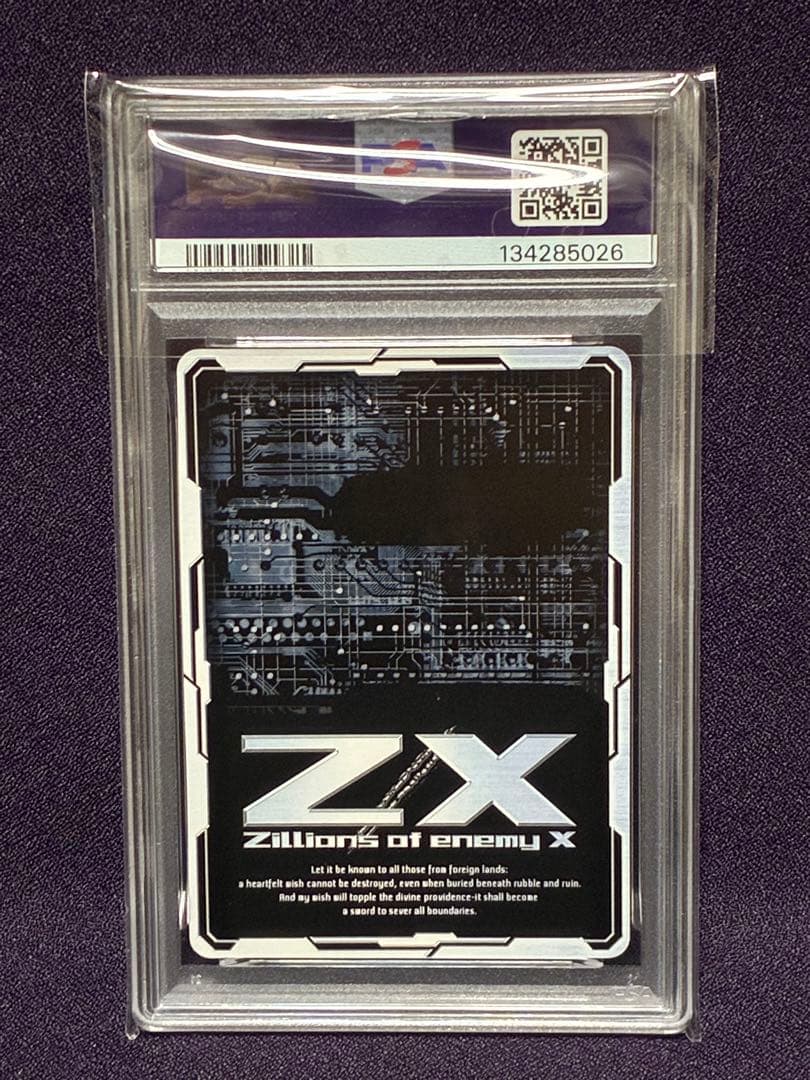 PSA
134285026
Z/X
Zillions of enemy X
Let it be known to all those from foreign lands:
a heartfelt wish cannot be destroyed, even when buried beneath rubble and ruin.
And my wish will topple the divine providence-it shall become
a sword to sever all boundaries.